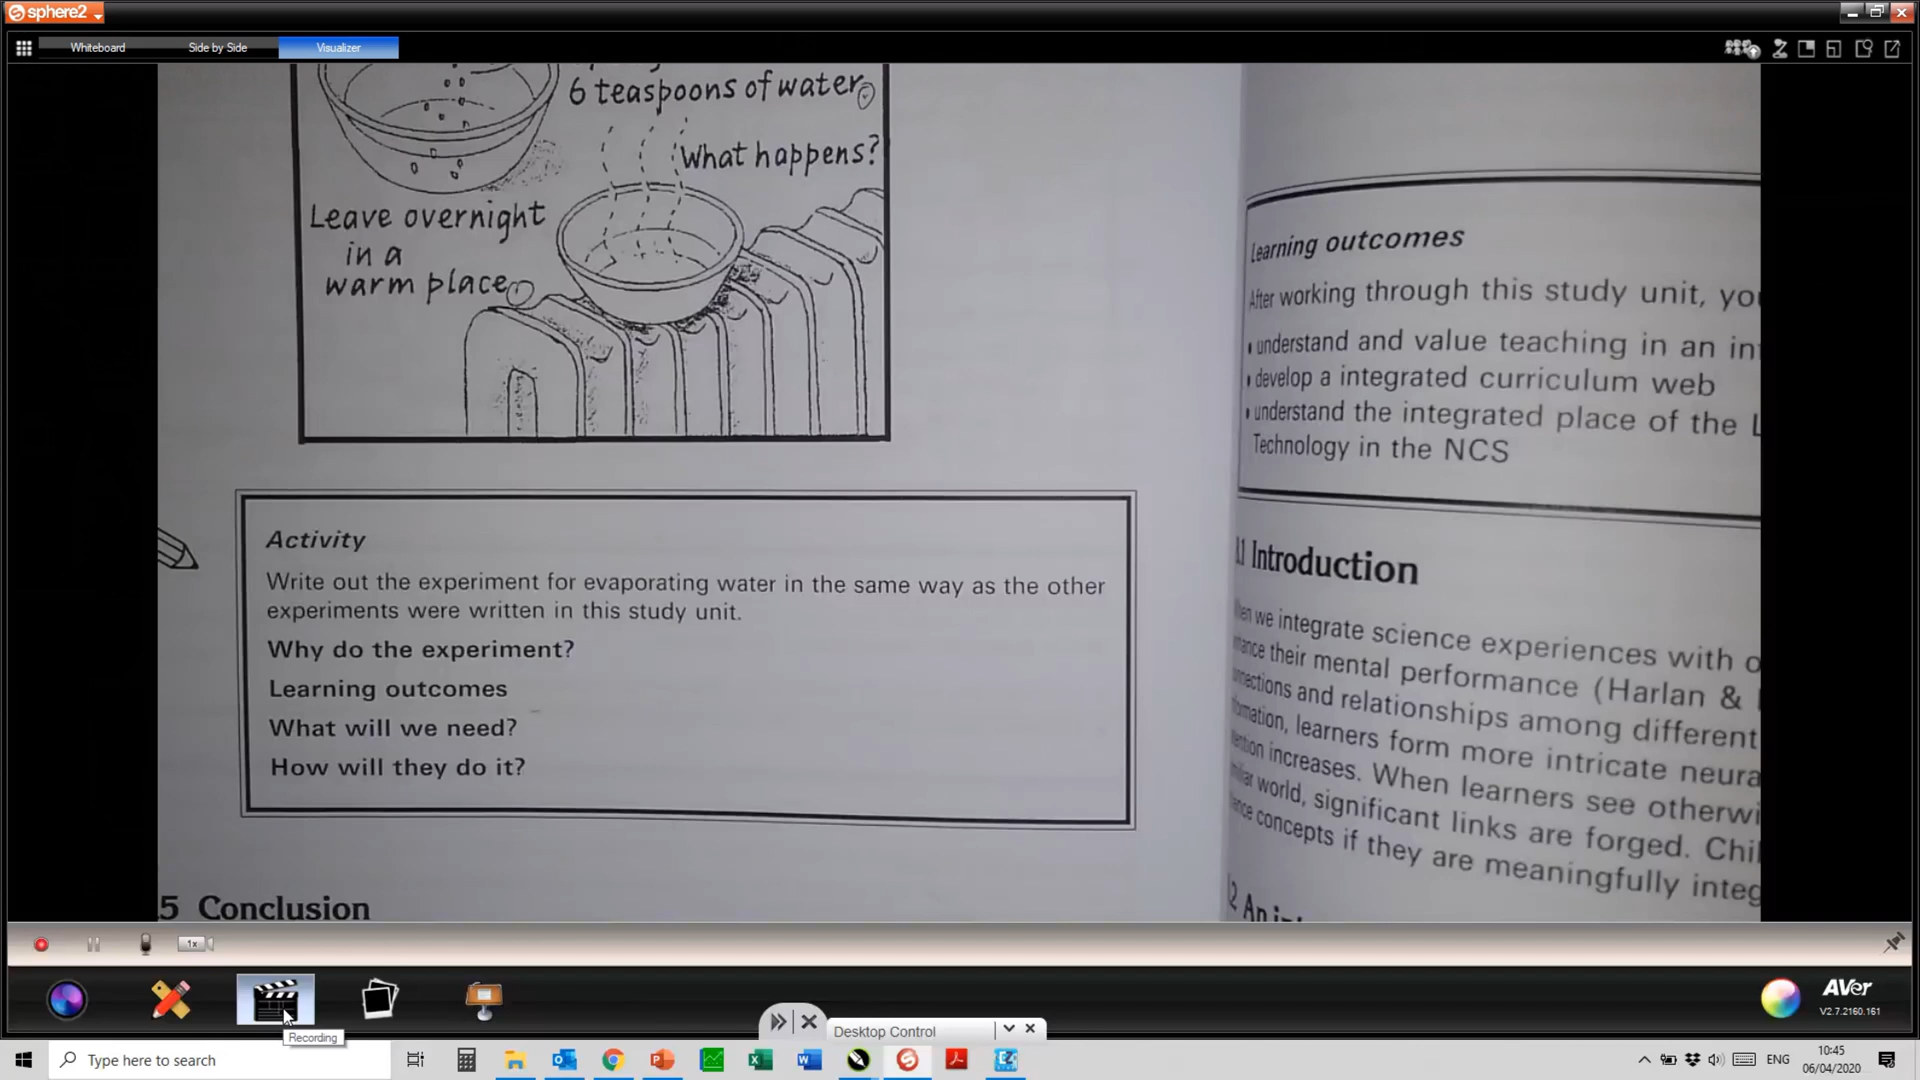 sphere2
Whiteboard
Side by Side
Visualizer
6 teaspoons of water.
What happens?
Leave overnight
in a
warm place.
Activity
Write out the experiment for evaporating water in the same way as the other
experiments were written in this study unit.
Why do the experiment?
Learning outcomes
What will we need?
How will they do it?
5 Conclusion
Learning outcomes
After working through this study unit,
• understand and value teaching in an
• develop a integrated curriculum web
• understand the integrated place of the
Technology in the NCS
.1 Introduction
we integrate science experiences with
their mental performance (Harlan &
and relationships among different
learners form more intricate
increases. When learners see
world, significant links are forged.
concepts if they are meaningfully
1x
Recording
Desktop Control
AVer
V2.7.2160.161
Type here to search
ENG
10:45
06/04/2020